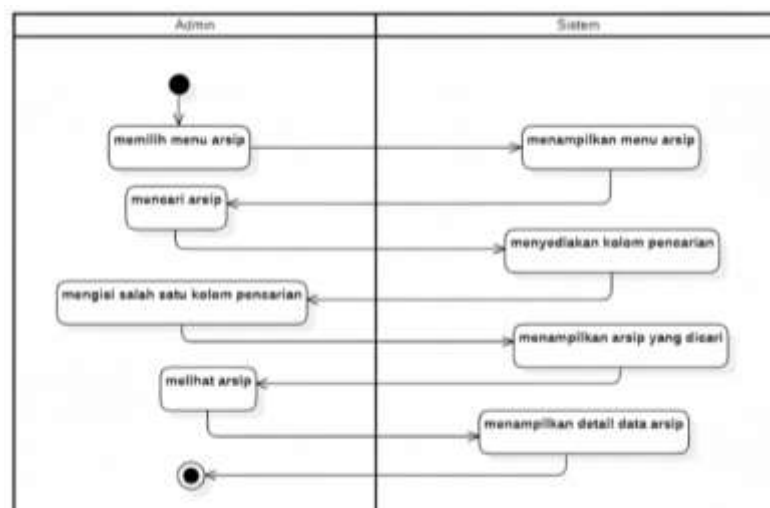 Admin
Sistem
memilih menu arsip
menampilkan menu arsip
mencari arsip
menyediakan kolom pencarian
mengisi salah satu kolom pencarian
menampilkan arsip yang dicari
melihat arsip
menampilkan detail data arsip